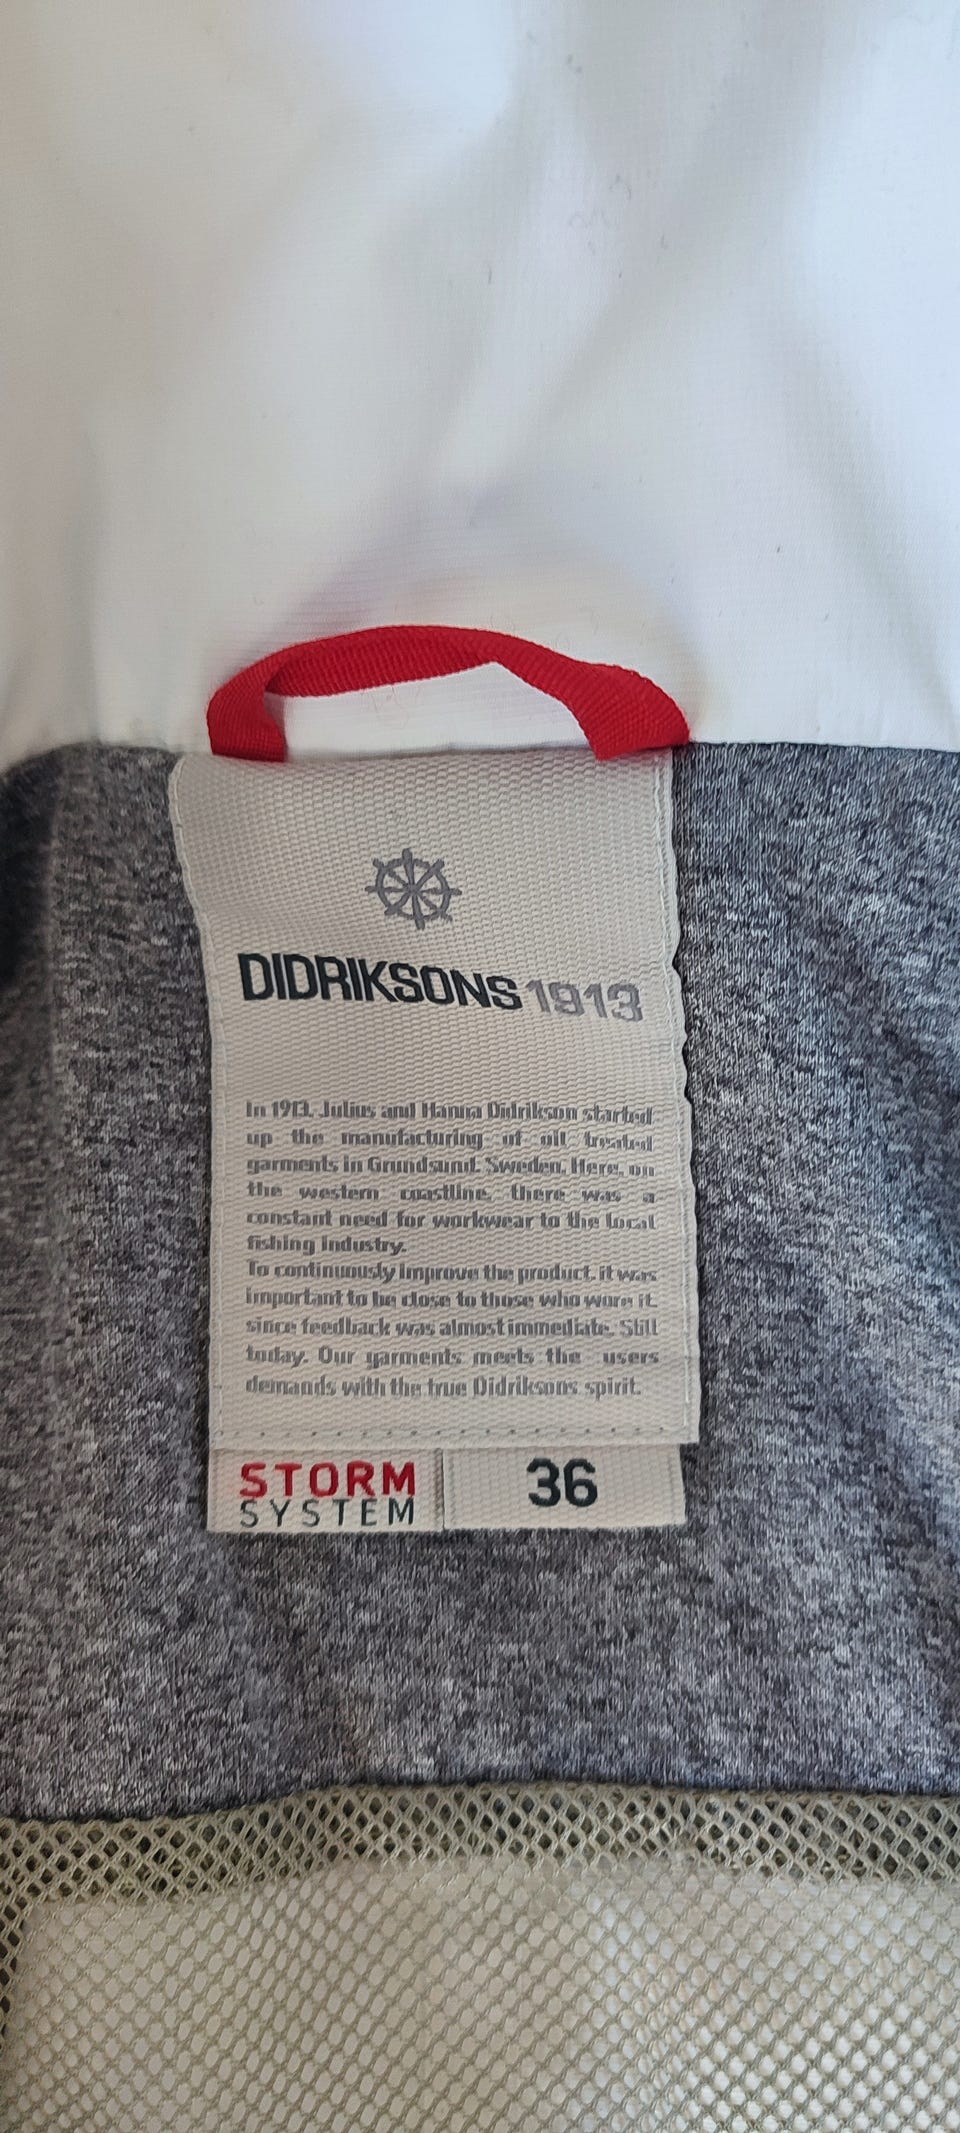 DIDRIKSONS 1913
In 1913, Julius and Hanna Didrikson started
up the manufacturing of oil treated
garments in Grundsund, Sweden. Here, on
the western coastline, there was a
constant need for workwear to the local
fishing industry.
To continuously improve the product, it was
important to be close to those who wore it,
since feedback was almost immediate. Still
today. Our garments meets the users
demands with the true Didriksons spirit.
STORM
SYSTEM
36